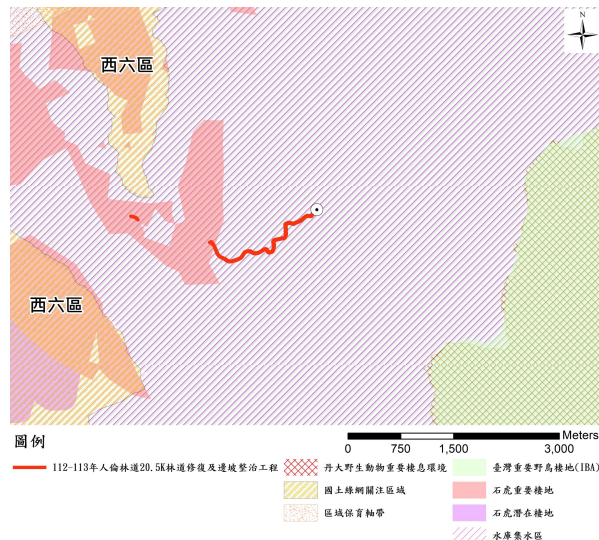 N
西六區
西六區
圖例
Meters
0 750 1,500 3,000
112-113年人倫林道20.5K林道修復及邊坡整治工程
國土綠網關注區域
區域保育軸帶
丹大野生動物重要棲息環境
臺灣重要野鳥棲地(IBA)
石虎重要棲地
石虎潛在棲地
水庫集水區